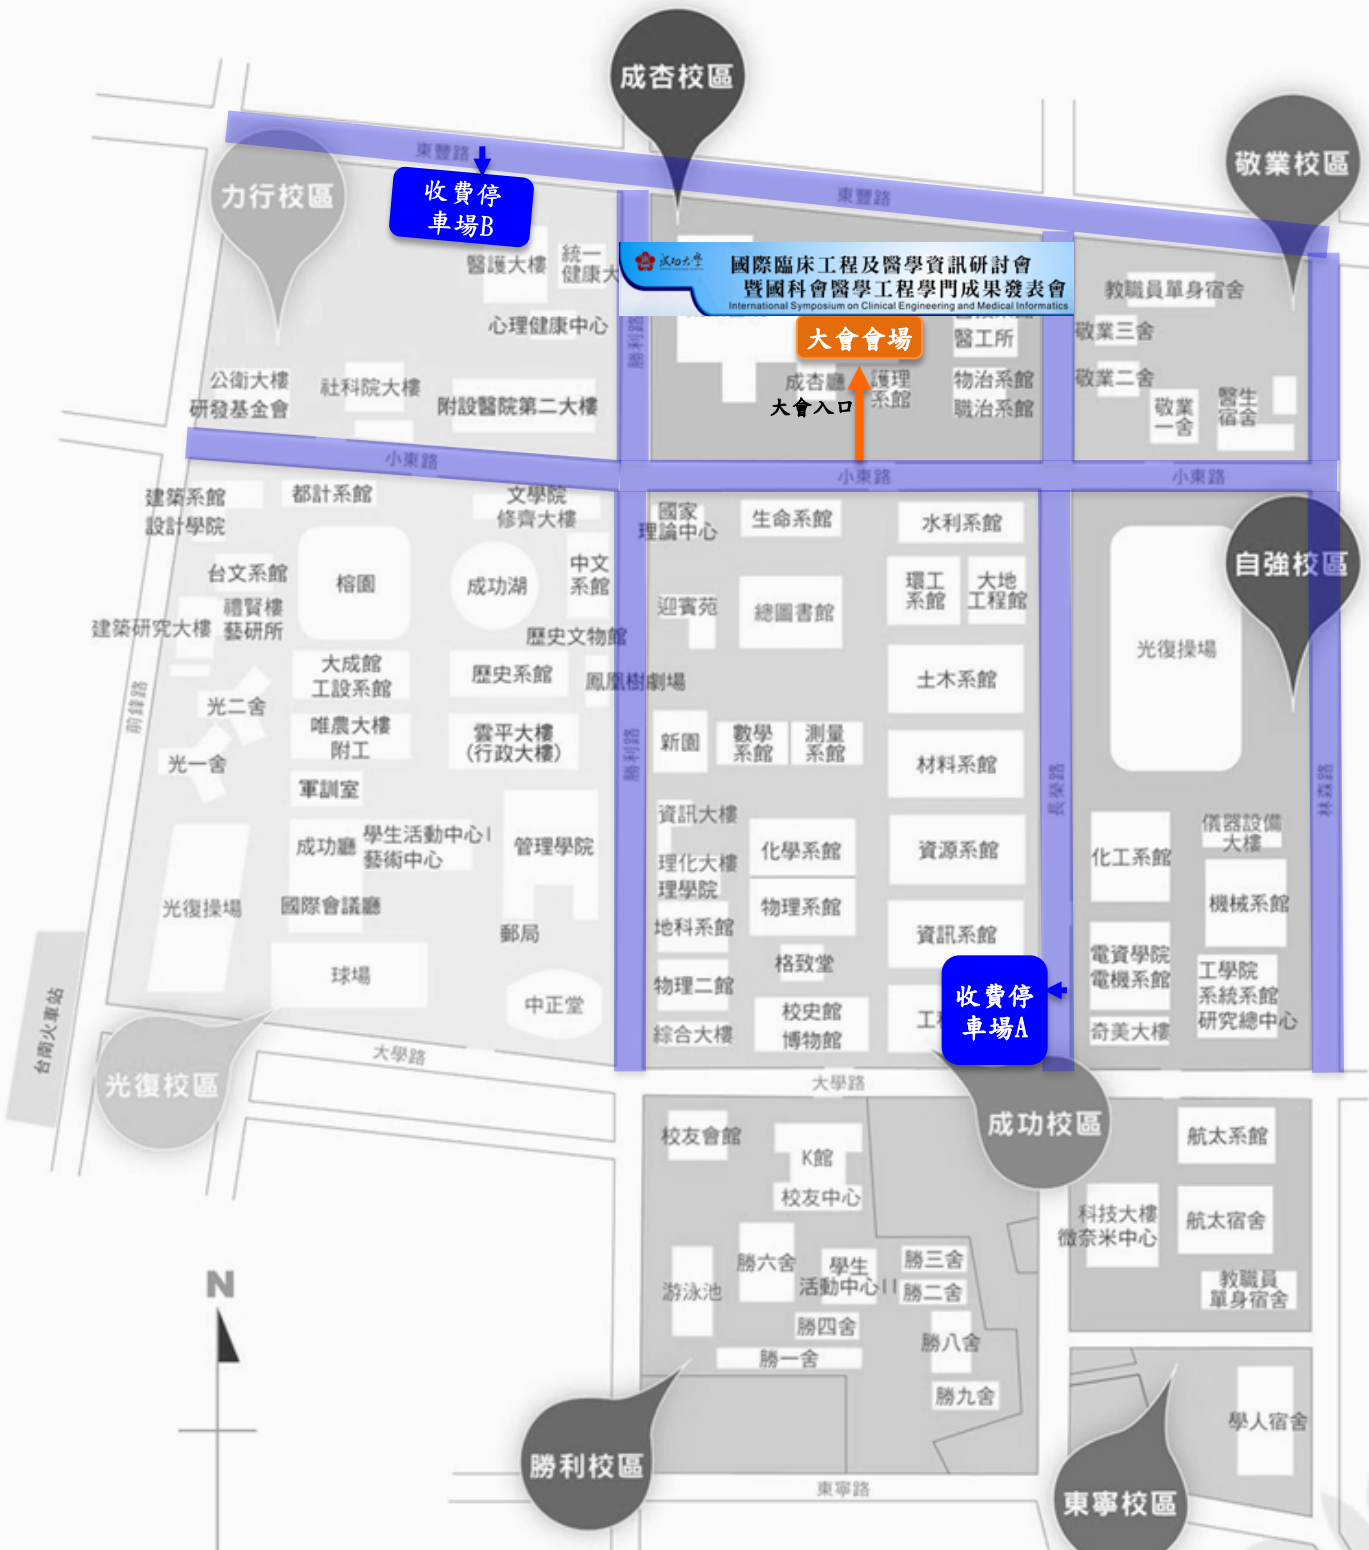 成杏校區
敬業校區
東豐路
力行校區
收費停
車場B
東豐路
醫護大樓
統一
健康大
成功大學
國際臨床工程及醫學資訊研討會
暨國科會醫學工程學門成果發表會
International Symposium on Clinical Engineering and Medical Informatics
教職員單身宿舍
心理健康中心
勝利路
大會會場
醫工所
敬業三舍
公衛大樓
研發基金會
社科院大樓
附設醫院第二大樓
成杏廳
護理
系館
物治系館
職治系館
大會入口
敬業二舍
敬業
一舍
醫生
宿舍
小東路
小東路
小東路
建築系館
設計學院
都計系館
文學院
修齊大樓
國家
理論中心
生命系館
水利系館
台文系館
榕園
成功湖
中文
系館
環工
系館
大地
工程館
自強校區
建築研究大樓
禮賢樓
藝研所
歷史文物館
迎賓苑
總圖書館
光復操場
大成館
工設系館
歷史系館
鳳凰樹劇場
土木系館
前鋒路
光二舍
唯農大樓
附工
雲平大樓
(行政大樓)
勝利路
新園
數學
系館
測量
系館
材料系館
長榮路
林森路
光一舍
軍訓室
成功廳
學生活動中心I
藝術中心
管理學院
資訊大樓
理化大樓
理學院
化學系館
資源系館
化工系館
儀器設備
大樓
光復操場
國際會議廳
郵局
地科系館
物理系館
資訊系館
機械系館
球場
中正堂
物理二館
格致堂
電資學院
電機系館
工學院
系統系館
研究總中心
綜合大樓
校史館
博物館
工
收費停
車場A
奇美大樓
台南火車站
光復校區
大學路
大學路
成功校區
校友會館
K館
校友中心
航太系館
科技大樓
微奈米中心
航太宿舍
教職員
單身宿舍
N
游泳池
勝六舍
學生
活動中心II
勝三舍
勝二舍
勝四舍
勝一舍
勝八舍
勝九舍
學人宿舍
勝利校區
東寧路
東寧校區